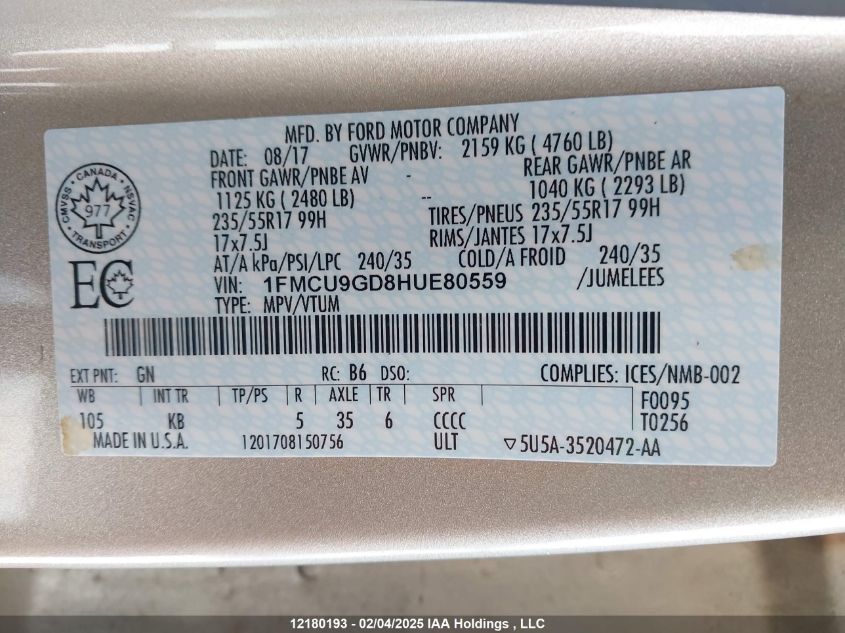 MFD. BY FORD MOTOR COMPANY
DATE: 08/17 GVWR/PNBV: 2159 KG ( 4760 LB)
FRONT GAWR/PNBE AV - REAR GAWR/PNBE AR
1125 KG ( 2480 LB) -- 1040 KG ( 2293 LB)
235/55R17 99H TIRES/PNEUS 235/55R17 99H
17x7.5J RIMS/JANTES 17x7.5J
AT/A kPa/PSI/LPC 240/35 COLD/A FROID 240/35
VIN: 1FMCU9GD8HUE80559 /JUMELEES
TYPE: MPV/VTUM
CMVSS • CANADA • NSVAC
977
TRANSPORT
EC
EXT PNT: GN RC: B6 DSO: COMPLIES: ICES/NMB-002
WB INT TR TP/PS R AXLE TR SPR F0095
105 KB 5 35 6 CCCC T0256
MADE IN U.S.A. 1201708150756 ULT ▽5U5A-3520472-AA
12180193 - 02/04/2025 IAA Holdings , LLC